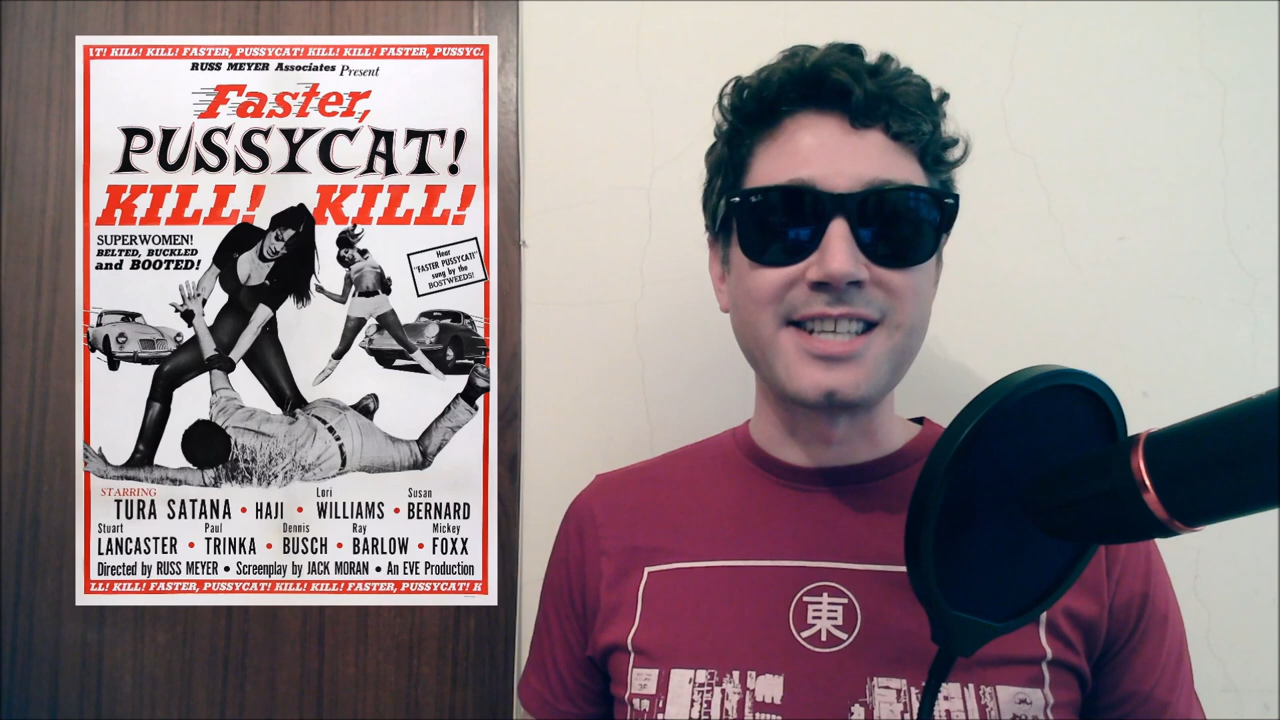 IT! KILL! KILL! FASTER, PUSSYCAT! KILL! KILL! FASTER, PUSSYC
RUSS MEYER Associates Present
Faster,
PUSSYCAT!
KILL! KILL!
SUPERWOMEN!
BELTED, BUCKLED
and BOOTED!
Hear
"FASTER PUSSYCAT!"
sung by the
BOSTWEEDS!
STARRING
TURA SATANA • HAJI • Lori WILLIAMS • Susan BERNARD
Stuart LANCASTER • Paul TRINKA • Dennis BUSCH • Ray BARLOW • Mickey FOXX
Directed by RUSS MEYER • Screenplay by JACK MORAN • An EVE Production
LL! KILL! FASTER, PUSSYCAT! KILL! KILL! FASTER, PUSSYCAT! K
Ray-Ban
東